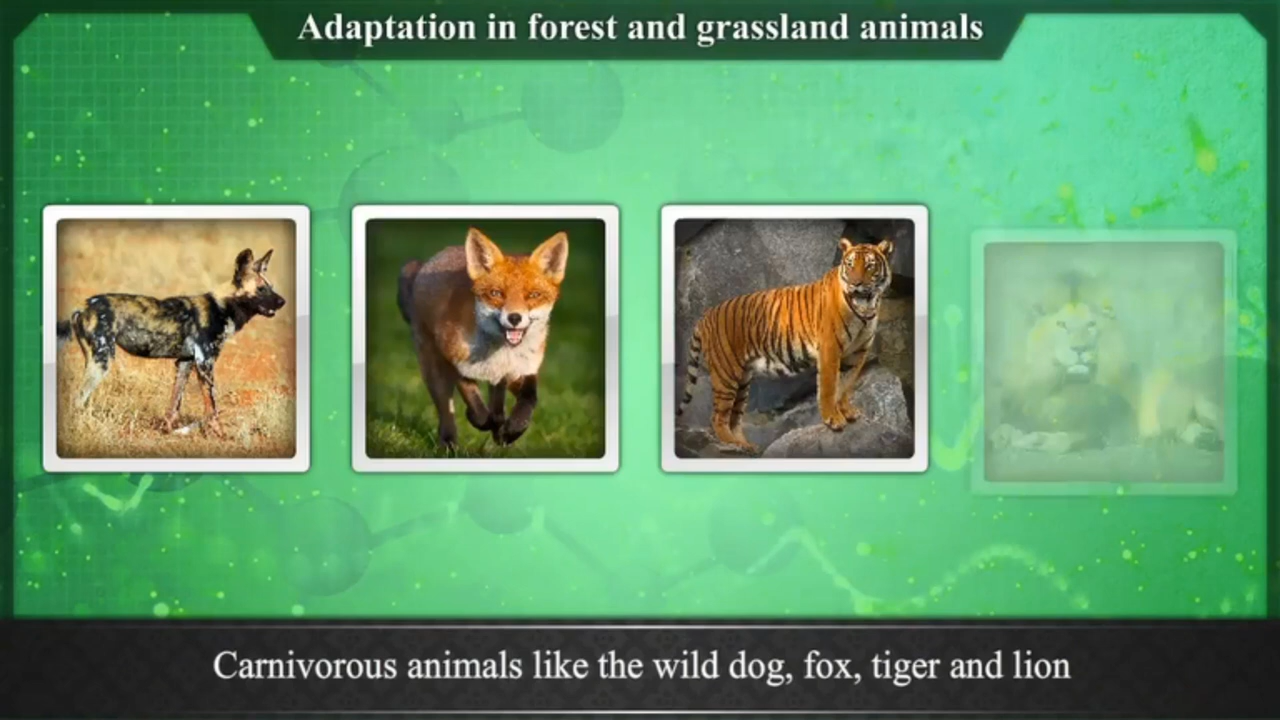 Adaptation in forest and grassland animals
Carnivorous animals like the wild dog, fox, tiger and lion